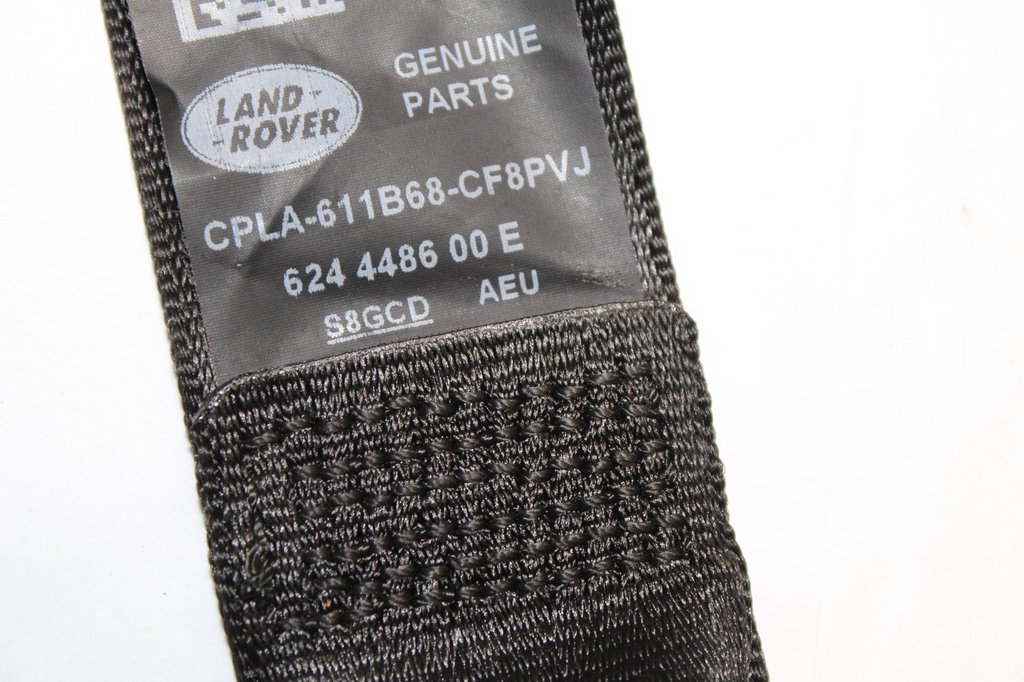 LAND-
-ROVER
GENUINE
PARTS
CPLA-611B68-CF8PVJ
624 4486 00 E
S8GCD AEU